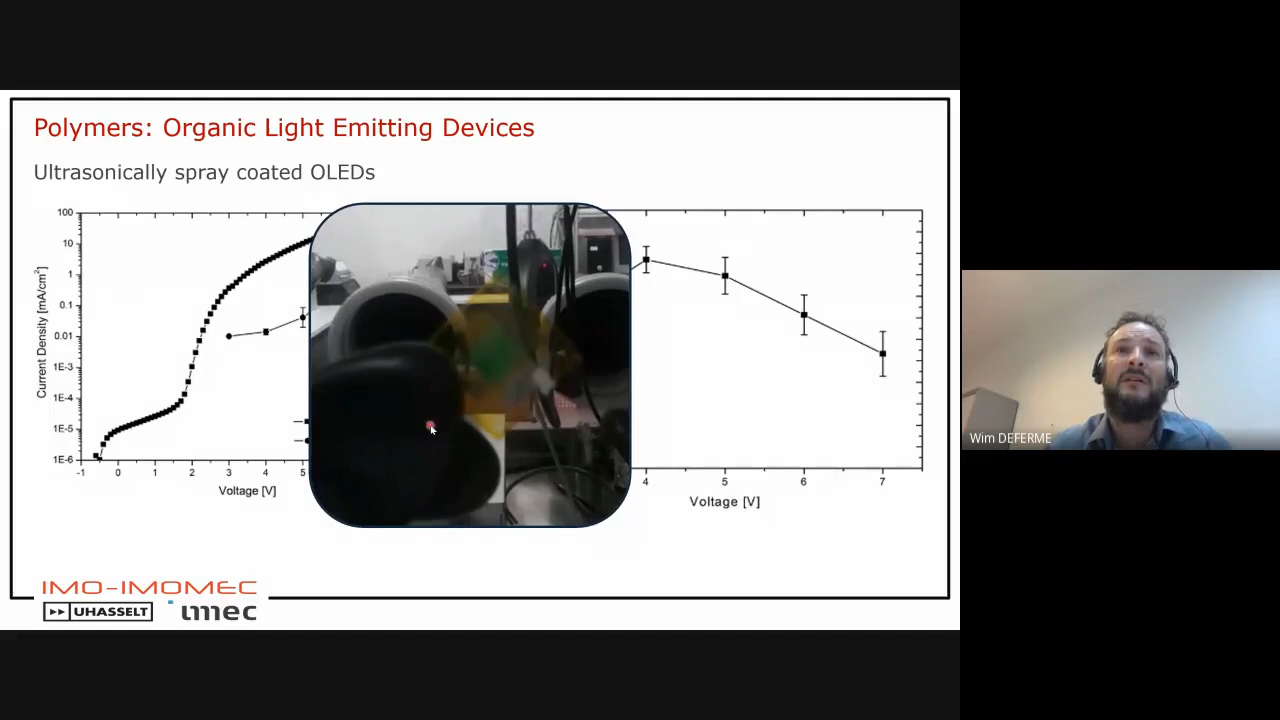 Polymers: Organic Light Emitting Devices
Ultrasonically spray coated OLEDs
100
10
1
0.1
0.01
1E-3
1E-4
1E-5
1E-6
Current Density [mA/cm²]
-1 0 1 2 3 4 5
Voltage [V]
4 5 6 7
Voltage [V]
Wim DEFERME
IMO-IMOMEC
UHASSELT
imec